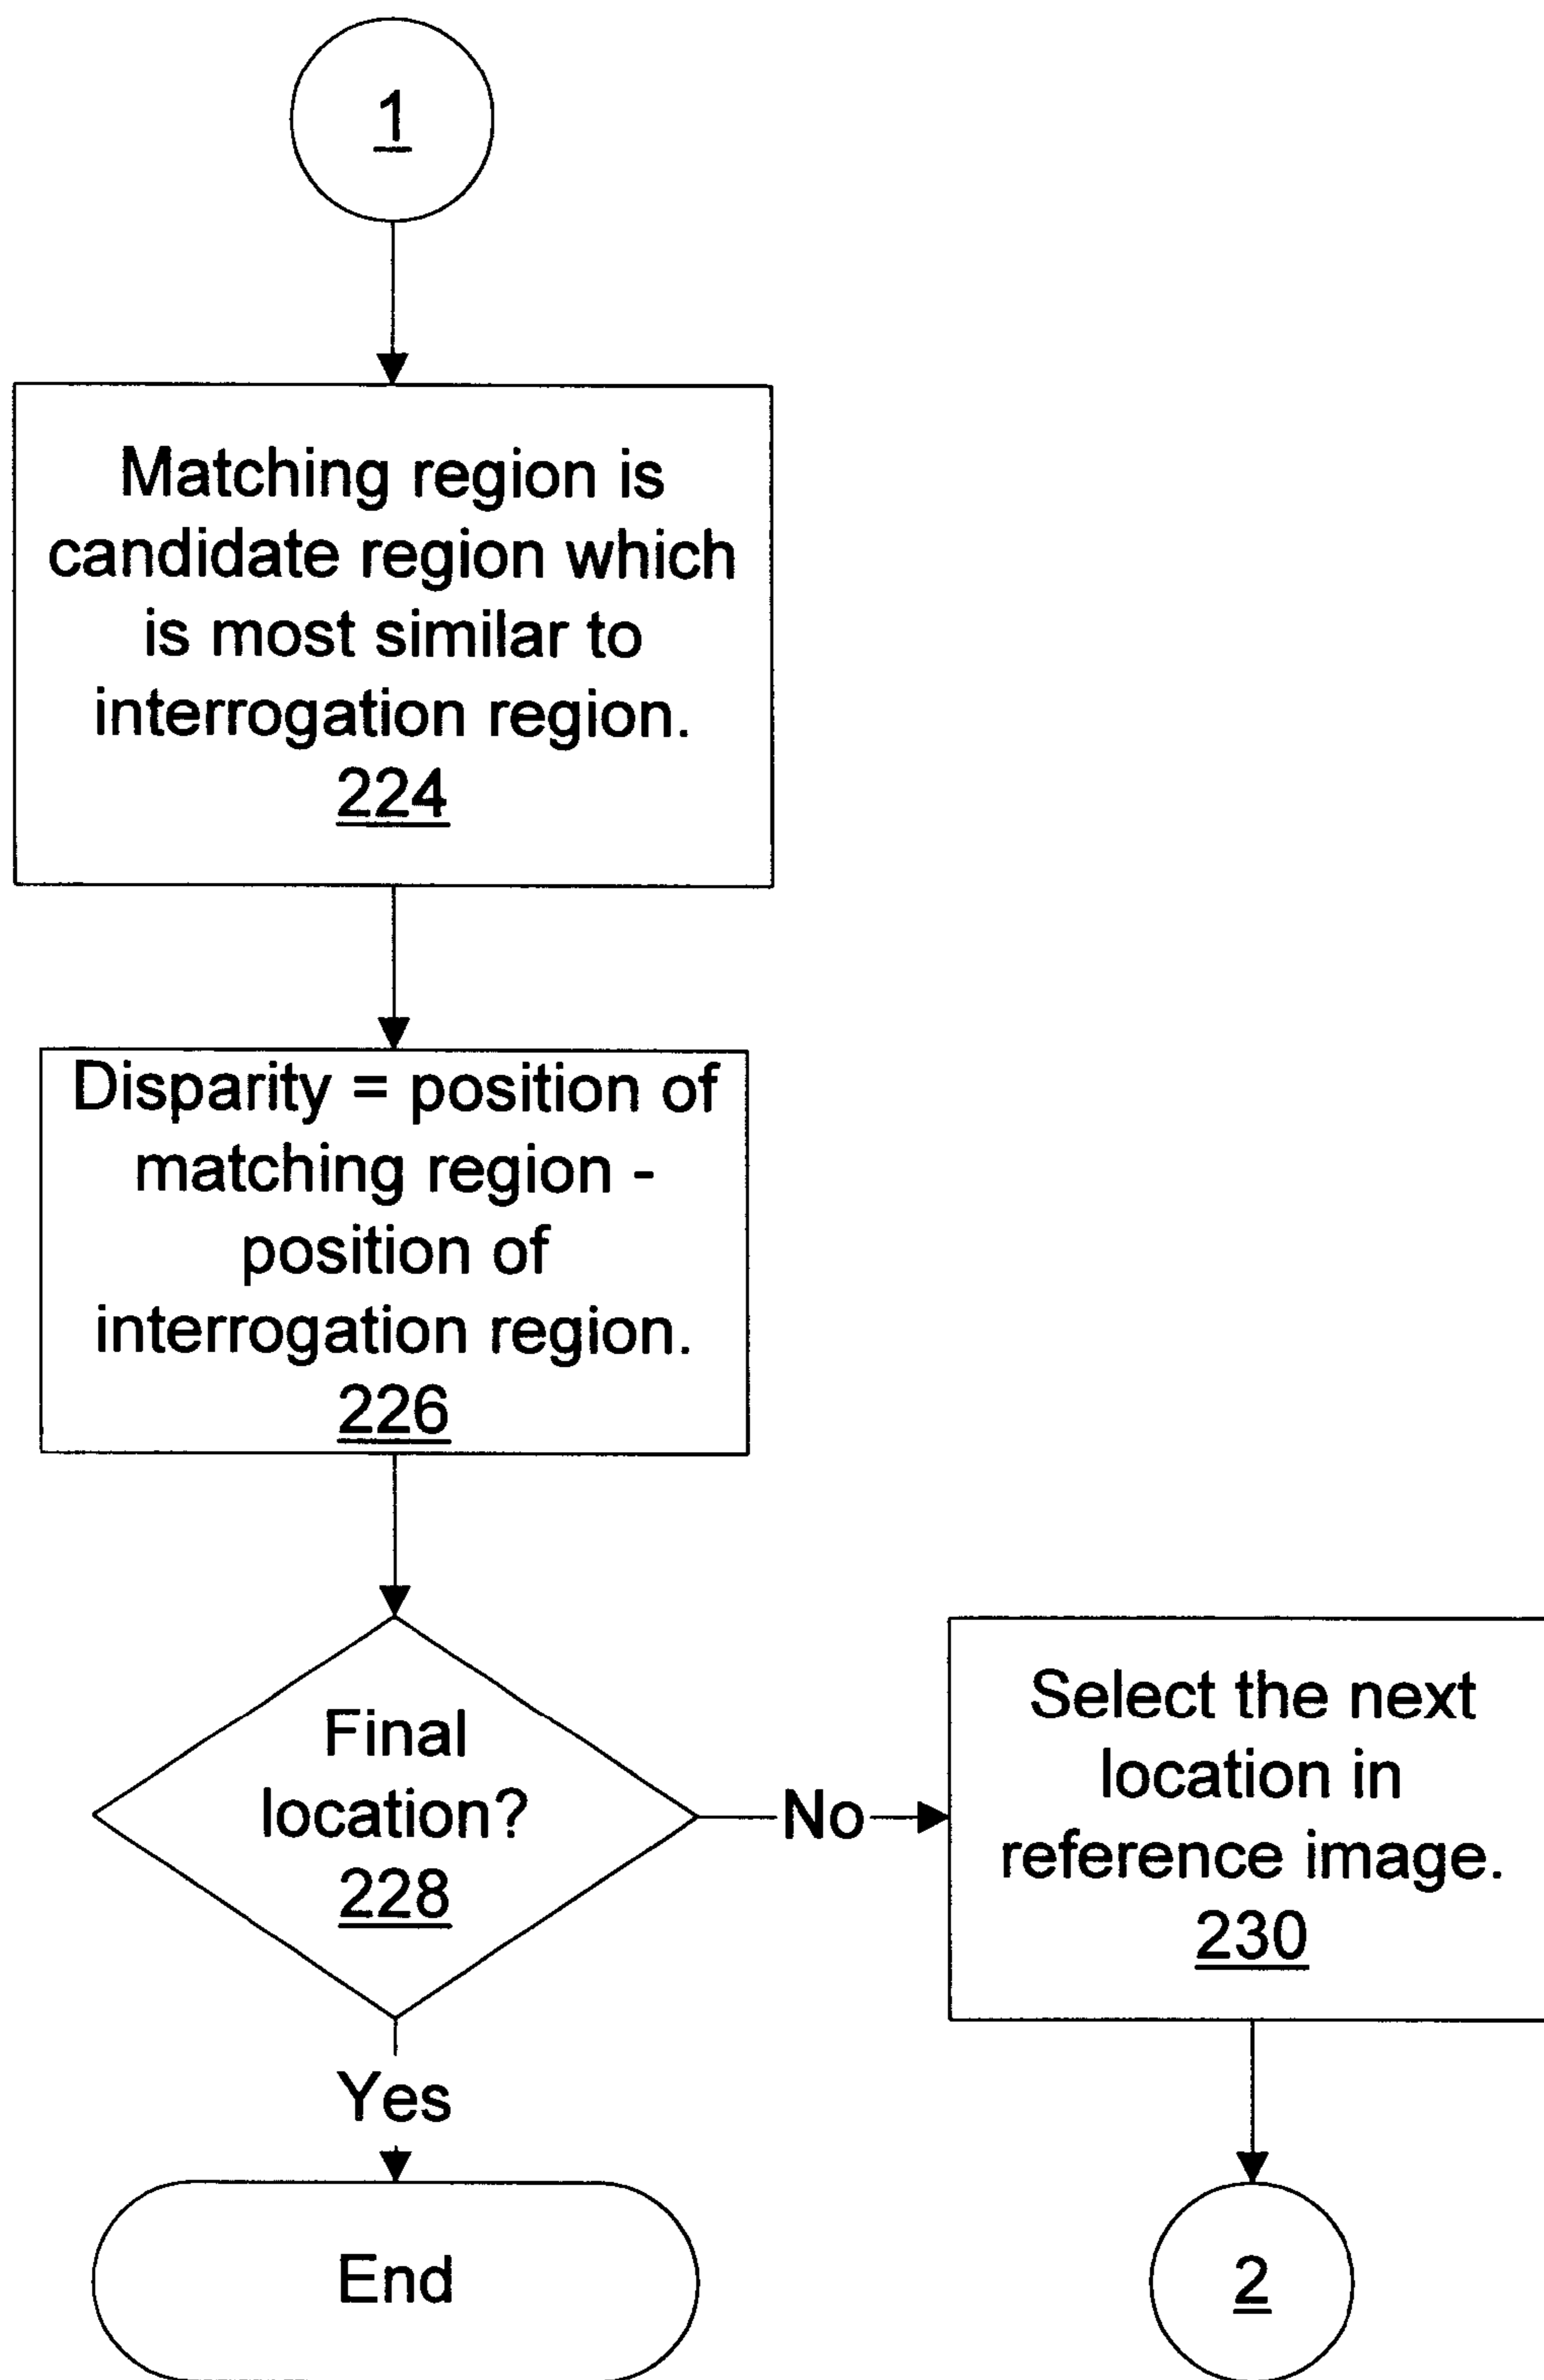 1
Matching region is
candidate region which
is most similar to
interrogation region.
224
Disparity = position of
matching region -
position of
interrogation region.
226
Final
location?
228
No
Select the next
location in
reference image.
230
Yes
End
2